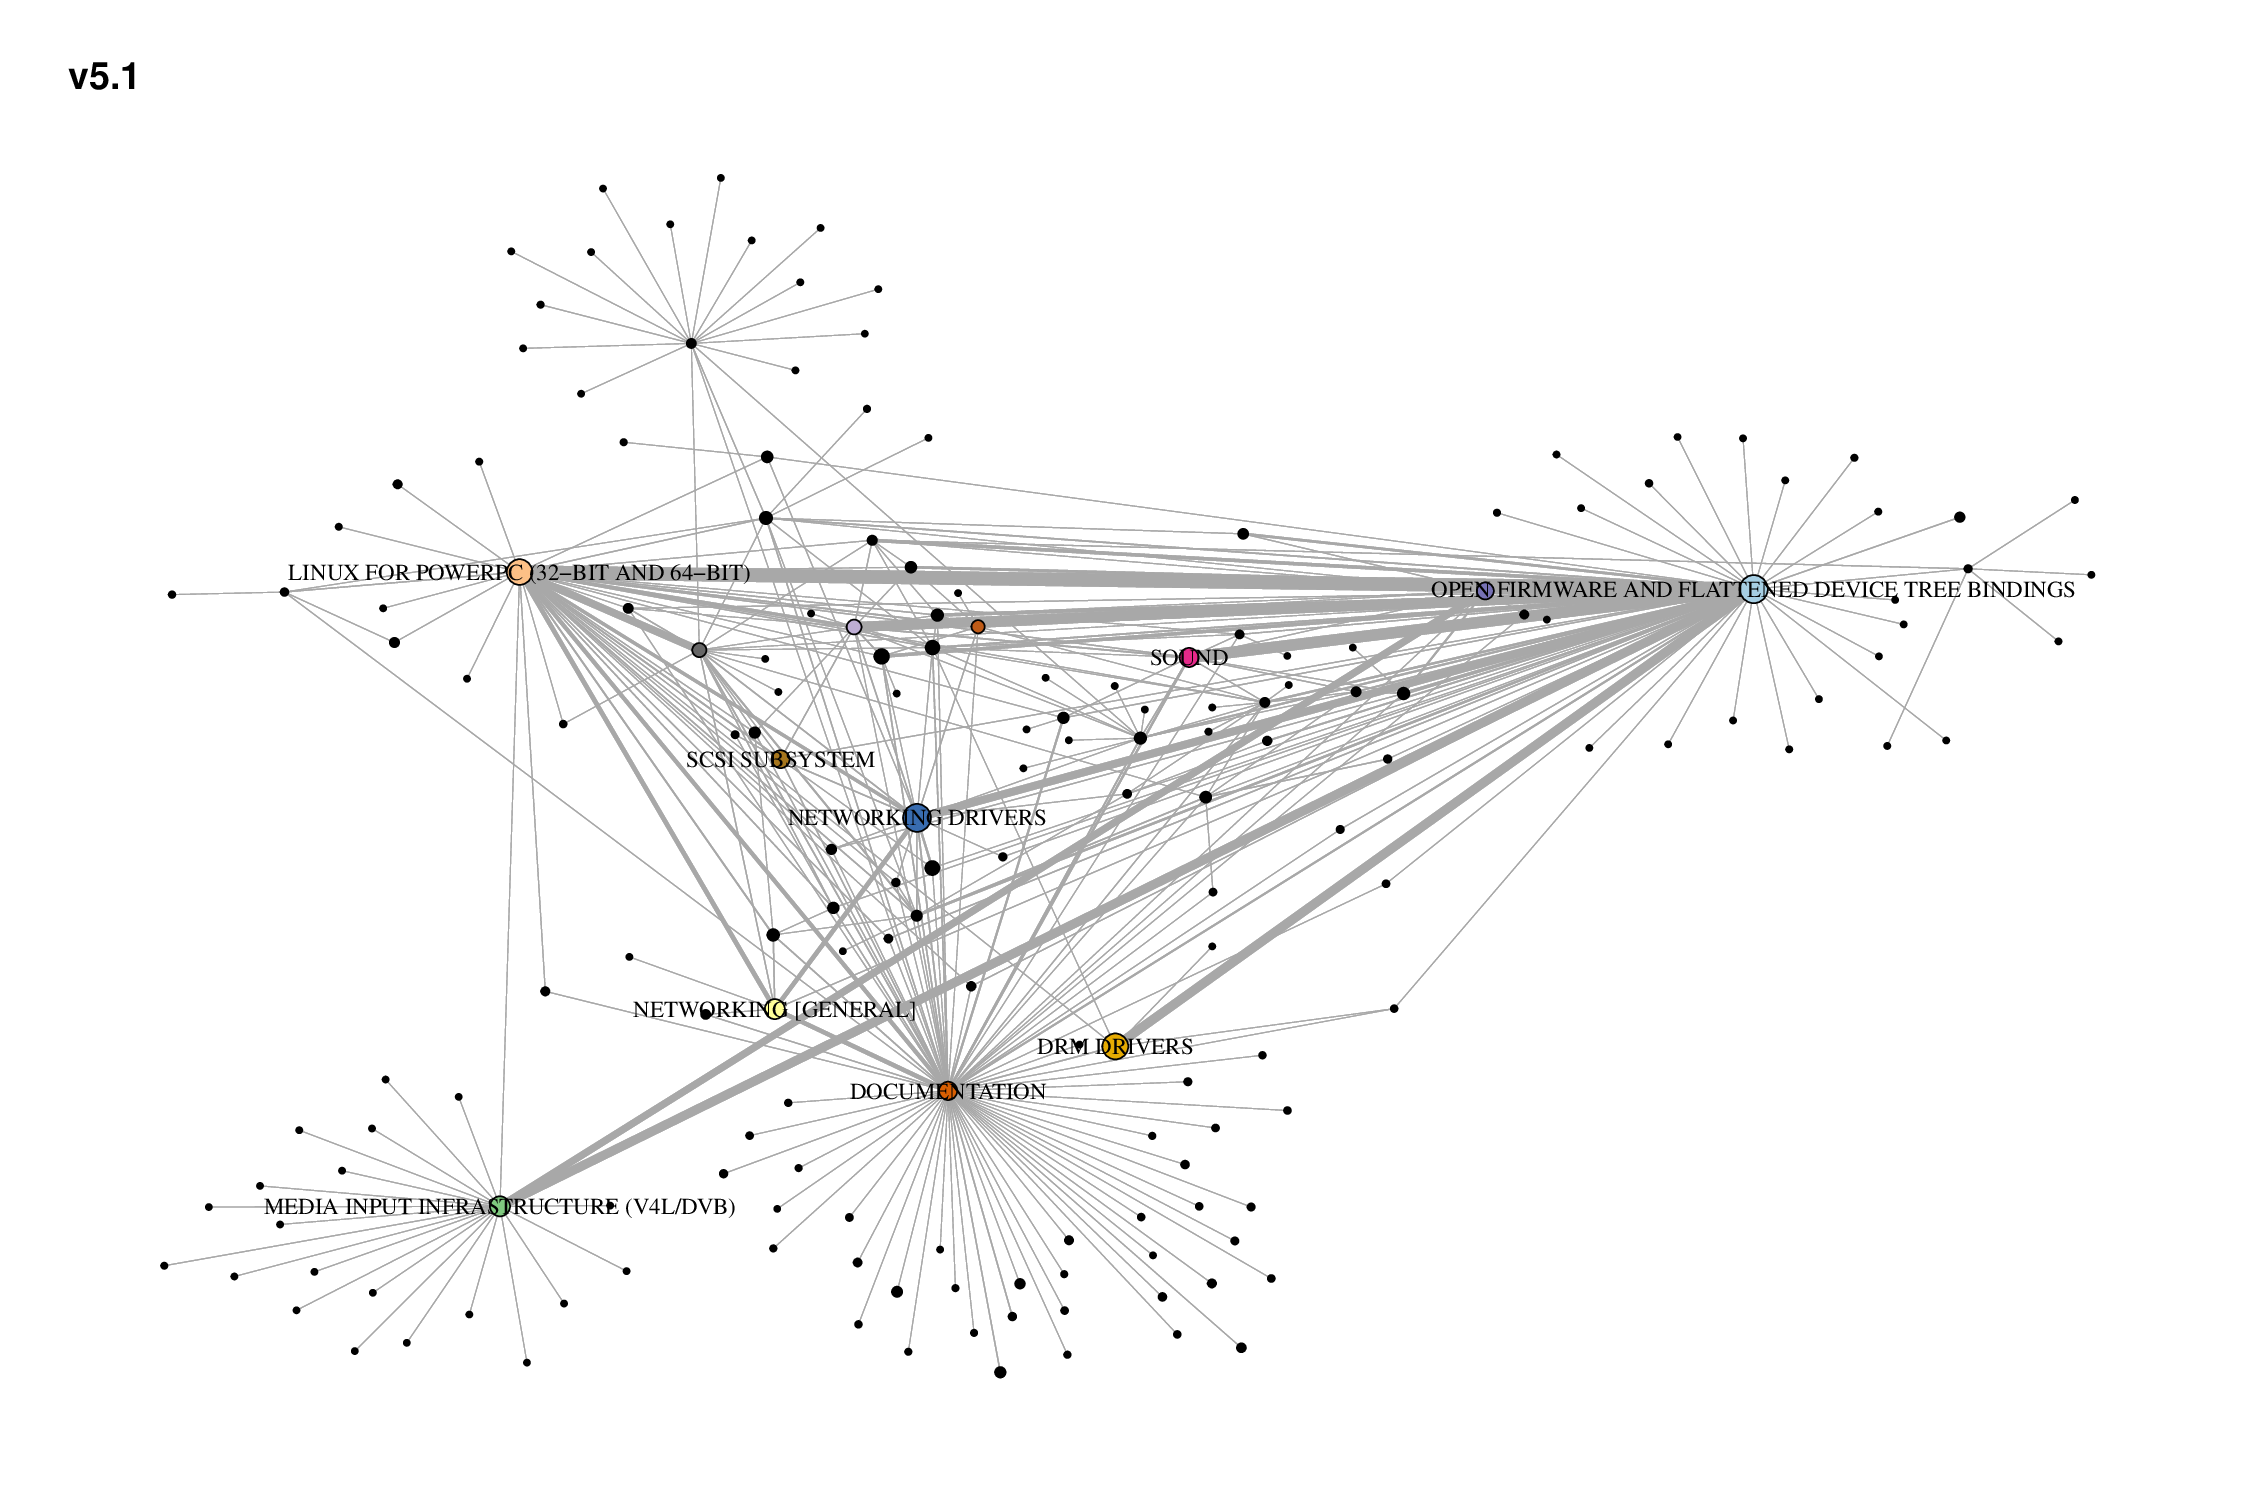 v5.1
LINUX FOR POWERPC (32−BIT AND 64−BIT)
OPEN FIRMWARE AND FLATTENED DEVICE TREE BINDINGS
SOUND
SCSI SUBSYSTEM
NETWORKING DRIVERS
NETWORKING [GENERAL]
DRM DRIVERS
DOCUMENTATION
MEDIA INPUT INFRASTRUCTURE (V4L/DVB)